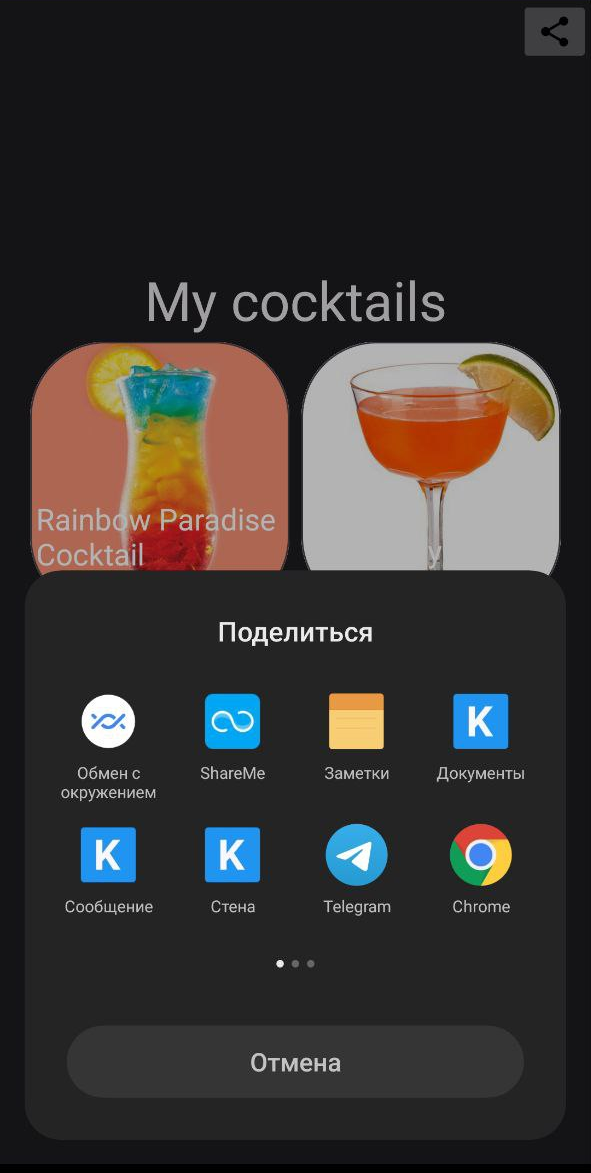 My cocktails
Rainbow Paradise
Cocktail
y
Поделиться
Обмен с
окружением
ShareMe
Заметки
K
Документы
K
Сообщение
K
Стена
Telegram
Chrome
Отмена